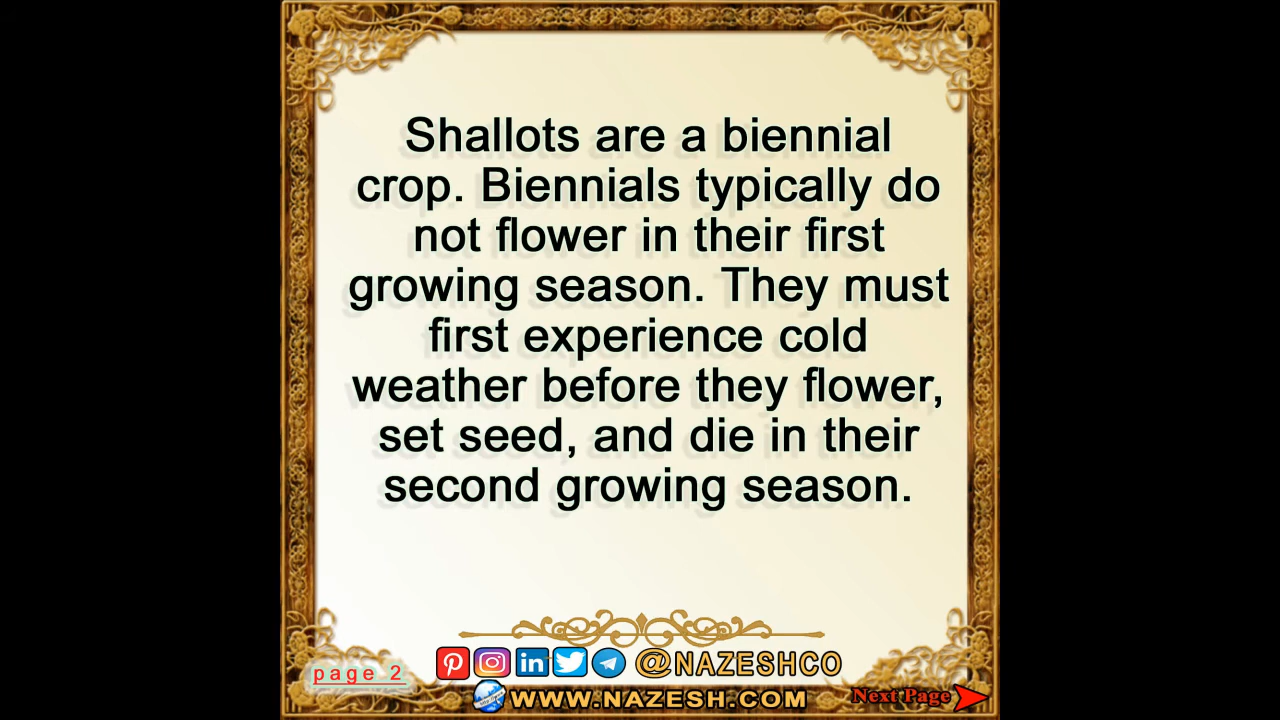 Shallots are a biennial
crop. Biennials typically do
not flower in their first
growing season. They must
first experience cold
weather before they flower,
set seed, and die in their
second growing season.
@NAZESHCO
page 2
WWW.NAZESH.COM
Next Page